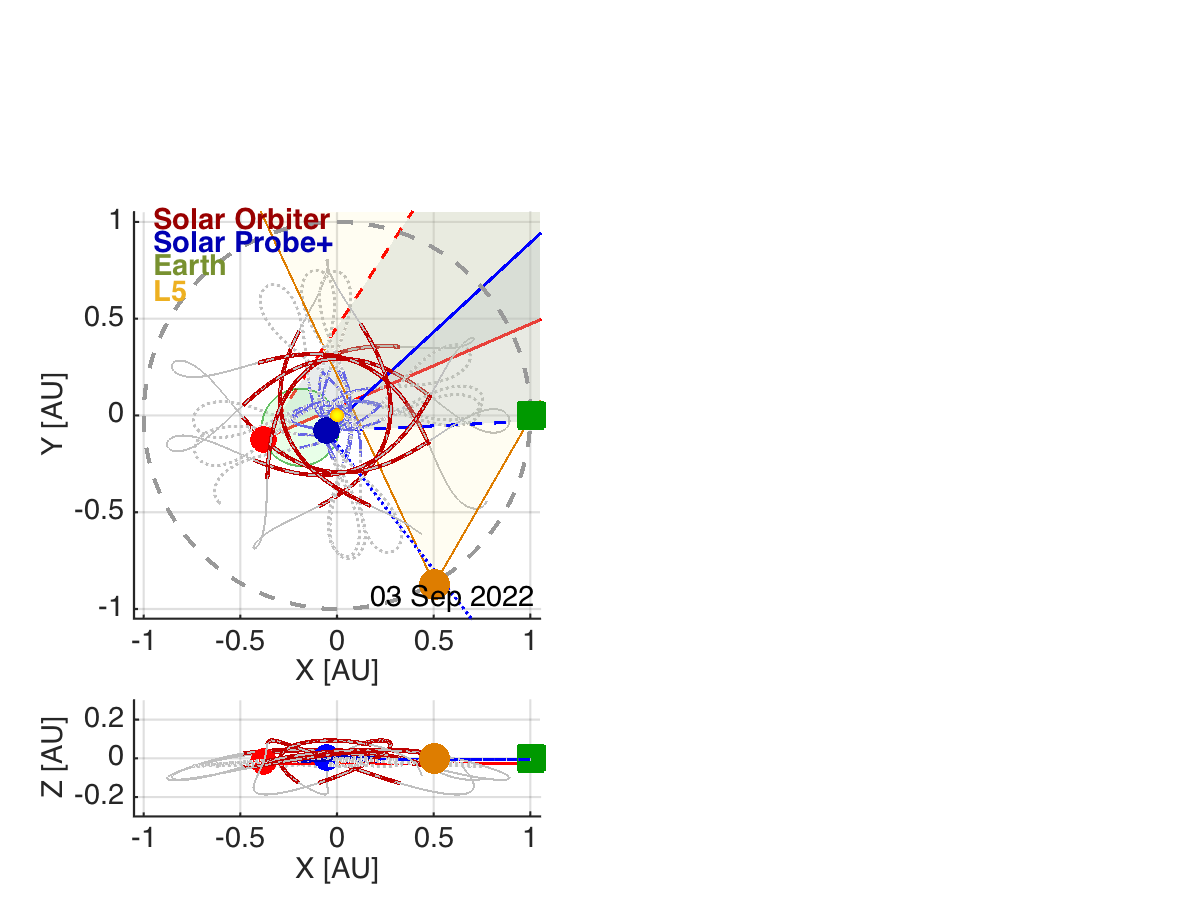 Solar Orbiter
Solar Probe+
Earth
L5
1
0.5
0
-0.5
-1
Y [AU]
03 Sep 2022
-1 -0.5 0 0.5 1
X [AU]
0.2
0
-0.2
Z [AU]
-1 -0.5 0 0.5 1
X [AU]